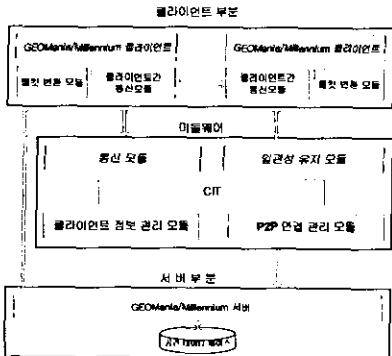 클라이언트 부분
GEOMania/Millennium 클라이언트
GEOMania/Millennium 클라이언트
포맷 변환 모듈
클라이언트간
통신모듈
클라이언트간
통신모듈
포맷 변환 모듈
미들웨어
통신 모듈
일관성 유지 모듈
CIT
클라이언트 정보 관리 모듈
P2P 연결 관리 모듈
서버 부분
GEOMania/Millennium 서버